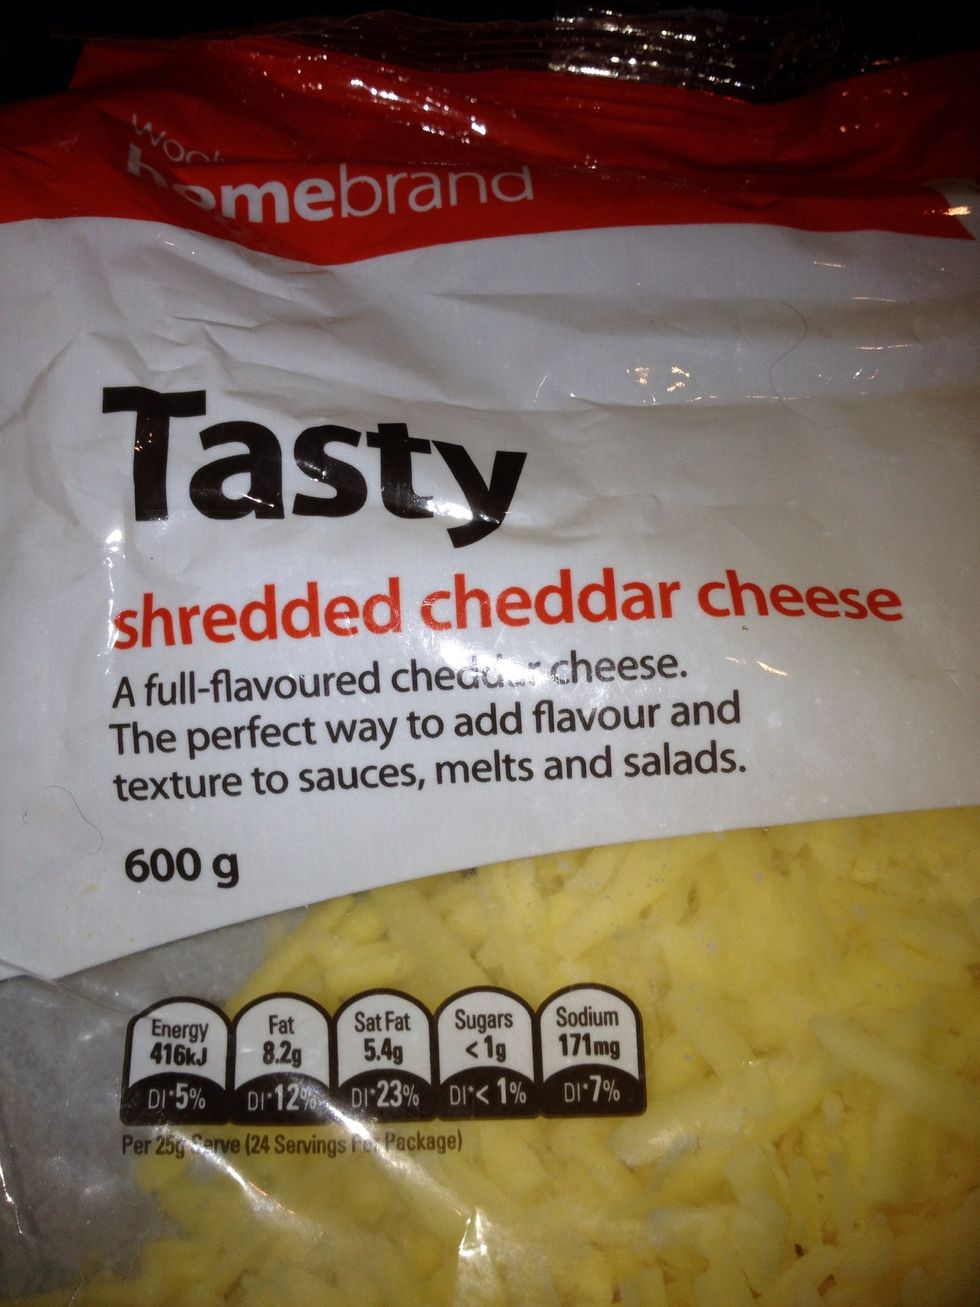 homebrand
Tasty
shredded cheddar cheese
A full-flavoured cheddar cheese.
The perfect way to add flavour and
texture to sauces, melts and salads.
600 g
Energy Fat Sat Fat Sugars Sodium
416kJ 8.2g 5.4g <1g 171mg
DI*5% DI*12% DI*23% DI*<1% DI*7%
Per 25g Serve (24 Servings Per Package)